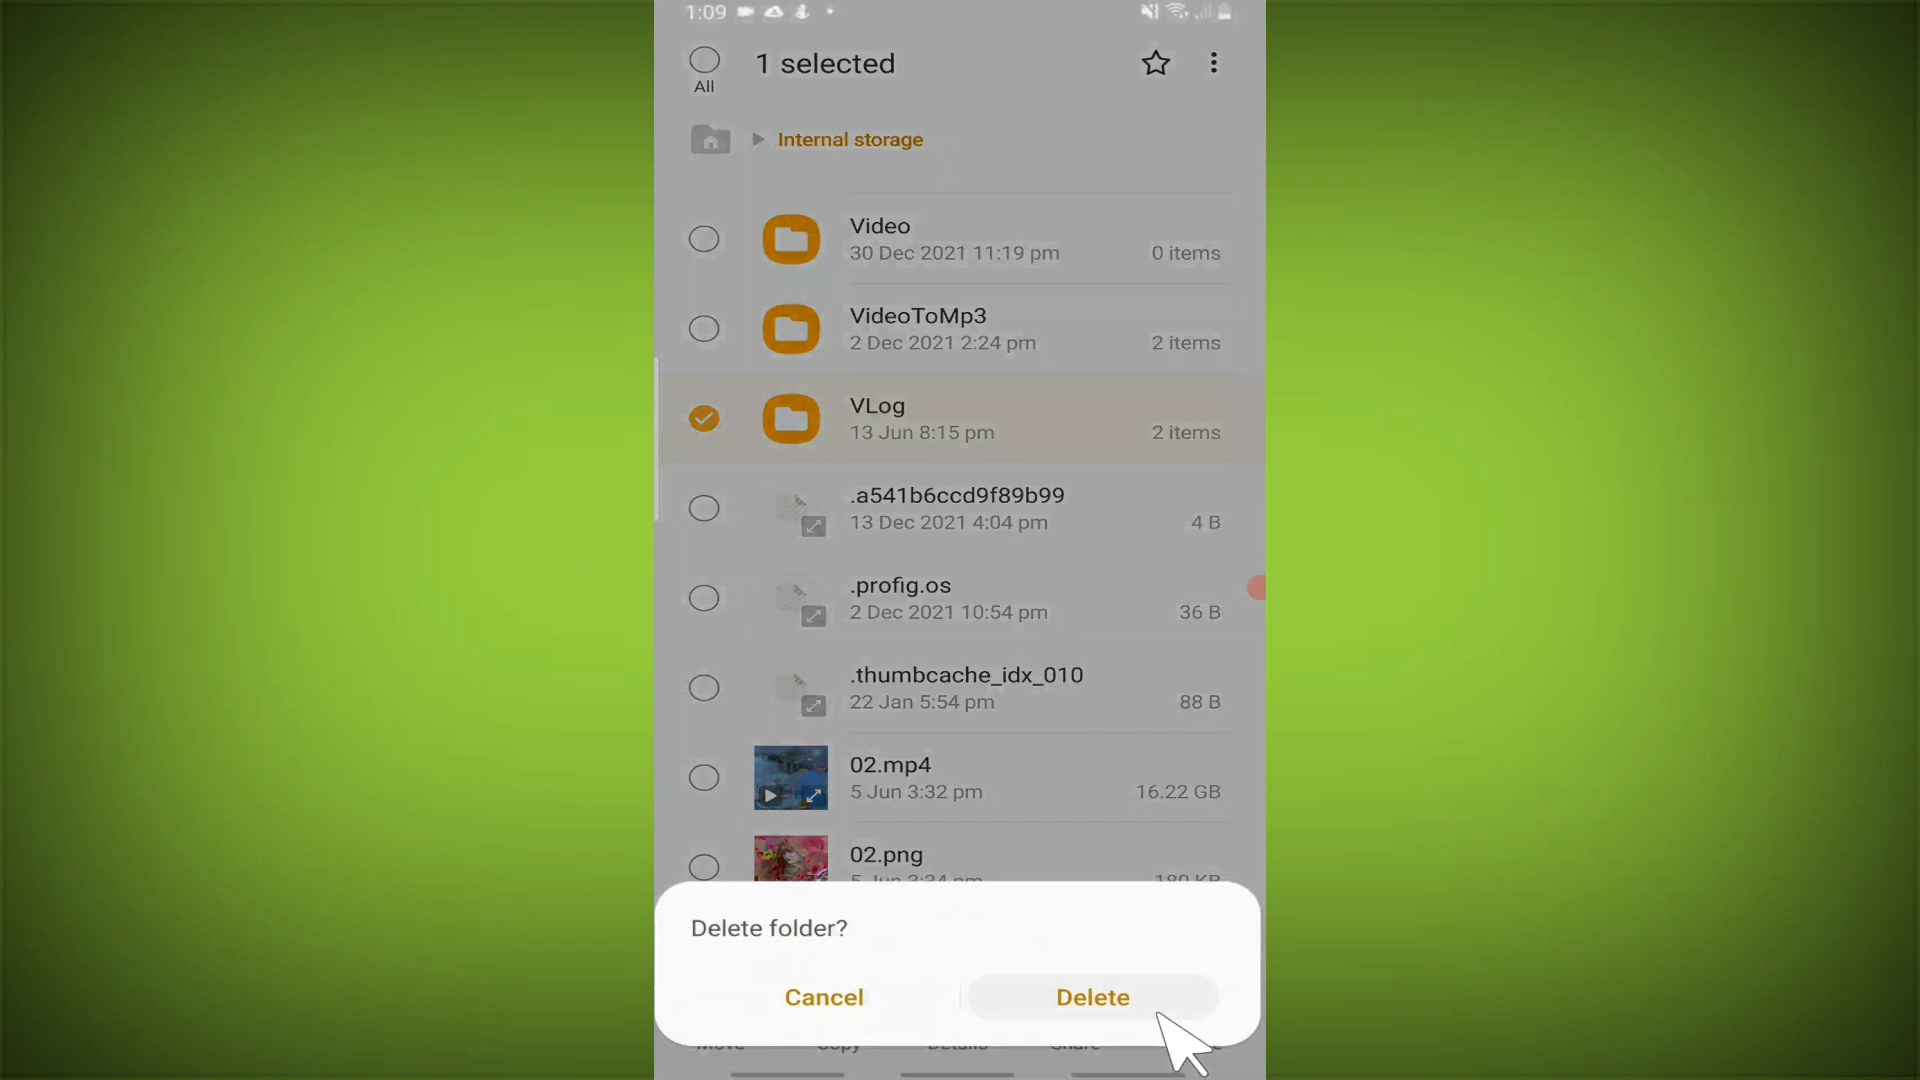 1:09
1 selected
All
Internal storage
Video
30 Dec 2021 11:19 pm
0 items
VideoToMp3
2 Dec 2021 2:24 pm
2 items
VLog
13 Jun 8:15 pm
2 items
.a541b6ccd9f89b99
13 Dec 2021 4:04 pm
4 B
.profig.os
2 Dec 2021 10:54 pm
36 B
.thumbcache_idx_010
22 Jan 5:54 pm
88 B
02.mp4
5 Jun 3:32 pm
16.22 GB
02.png
5 Jun 3:34 pm
180 KB
Delete folder?
Cancel
Delete
Move
Copy
Details
Share